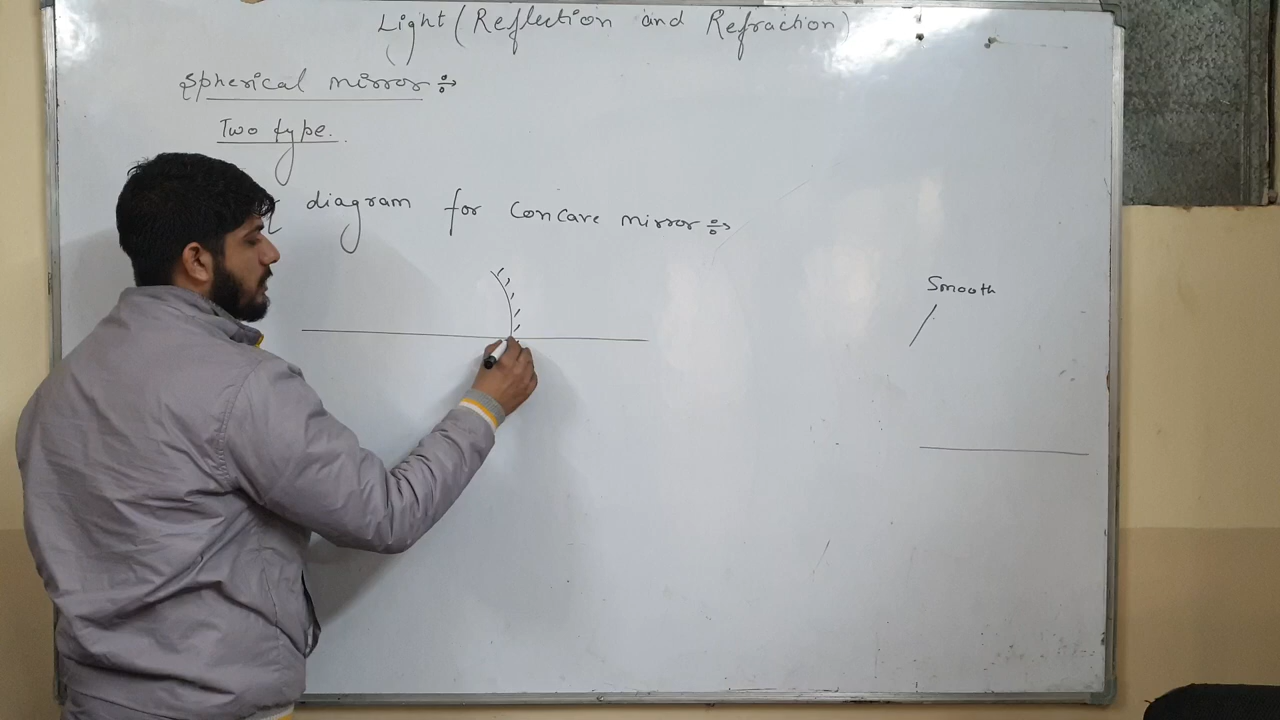 Light (Reflection and Refraction)
Spherical mirror ÷→
Two type.
diagram for Concave mirror ÷→
Smooth